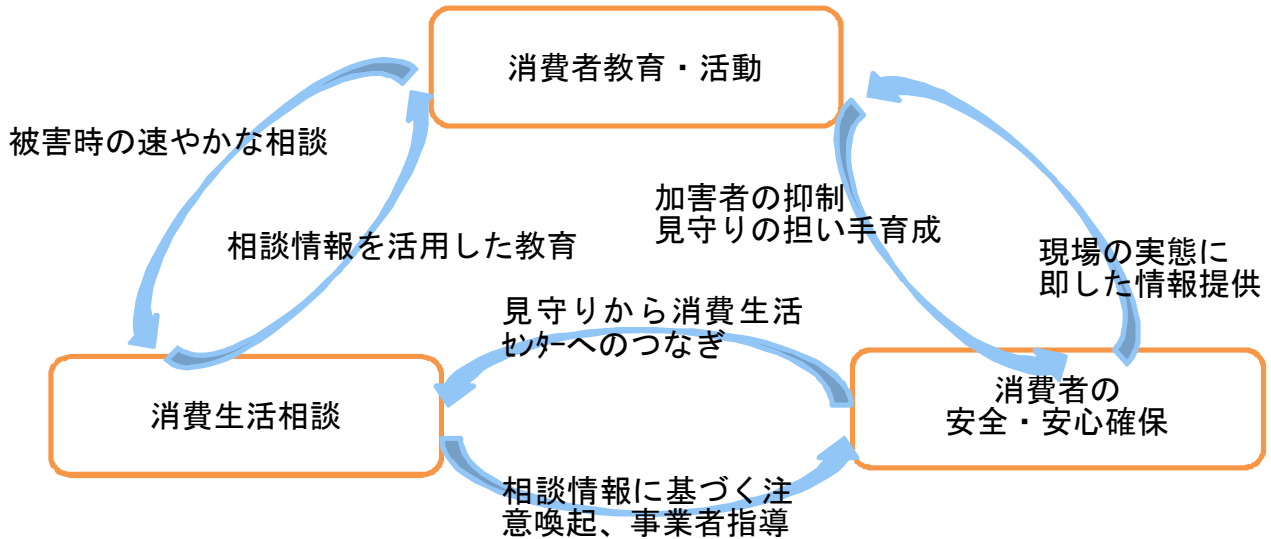 消費者教育・活動
被害時の速やかな相談
加害者の抑制
見守りの担い手育成
相談情報を活用した教育
現場の実態に
即した情報提供
見守りから消費生活
ｾﾝﾀｰへのつなぎ
消費生活相談
消費者の
安全・安心確保
相談情報に基づく注
意喚起、事業者指導